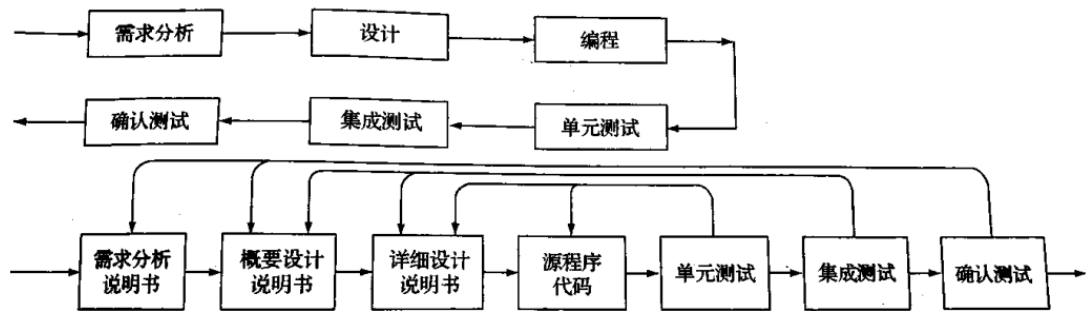 需求分析
设计
编程
确认测试
集成测试
单元测试
需求分析
说明书
概要设计
说明书
详细设计
说明书
源程序
代码
单元测试
集成测试
确认测试